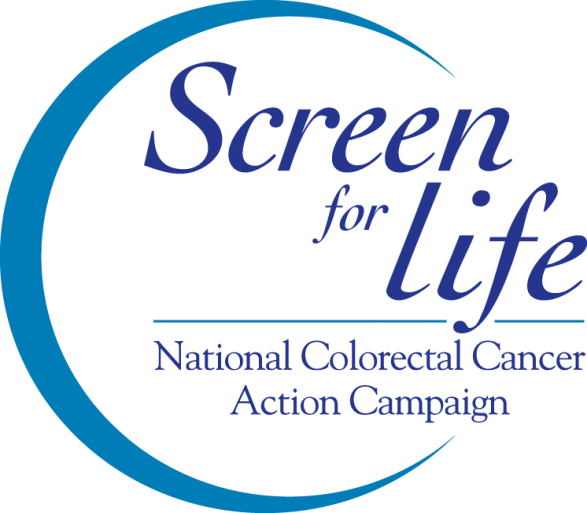 Screen
for life
National Colorectal Cancer
Action Campaign